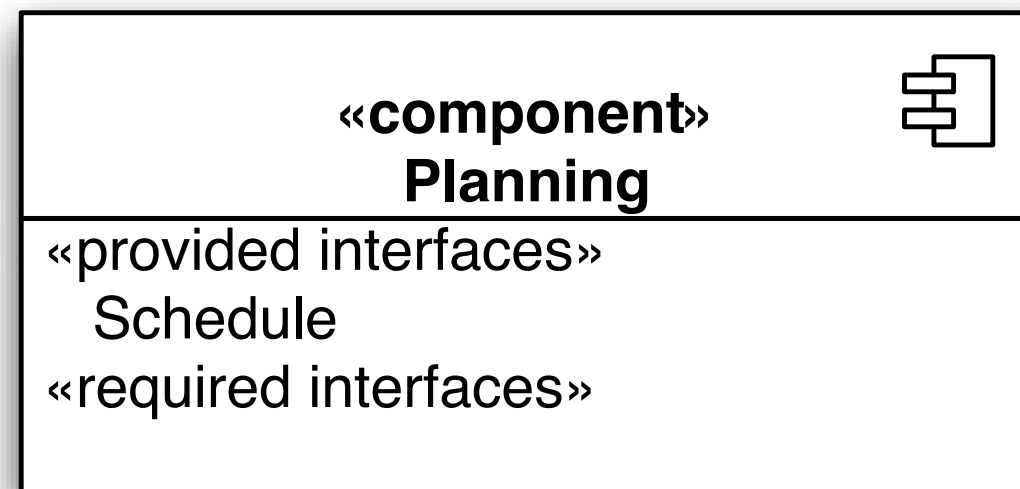 «component»
Planning
«provided interfaces»
Schedule
«required interfaces»